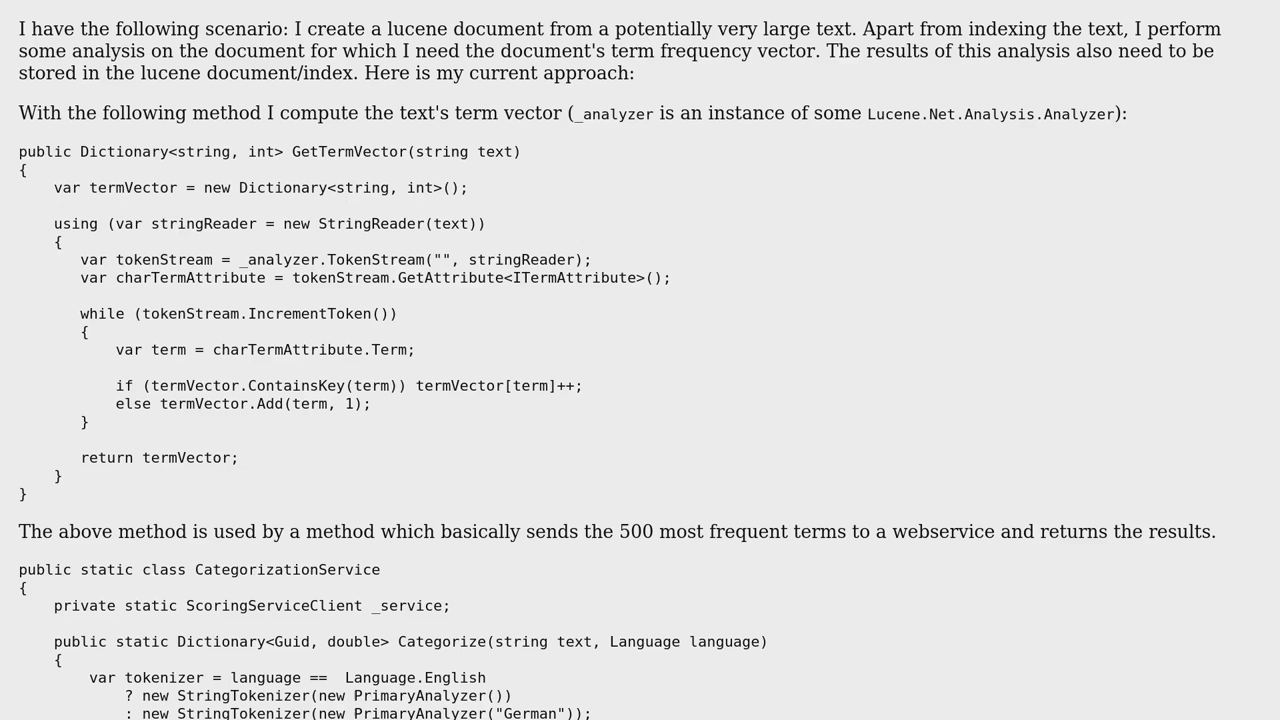 I have the following scenario: I create a lucene document from a potentially very large text. Apart from indexing the text, I perform
some analysis on the document for which I need the document's term frequency vector. The results of this analysis also need to be
stored in the lucene document/index. Here is my current approach:
With the following method I compute the text's term vector (_analyzer is an instance of some Lucene.Net.Analysis.Analyzer):
public Dictionary<string, int> GetTermVector(string text)
{
    var termVector = new Dictionary<string, int>();
    using (var stringReader = new StringReader(text))
    {
       var tokenStream = _analyzer.TokenStream("", stringReader);
       var charTermAttribute = tokenStream.GetAttribute<ITermAttribute>();
       while (tokenStream.IncrementToken())
       {
           var term = charTermAttribute.Term;
           if (termVector.ContainsKey(term)) termVector[term]++;
           else termVector.Add(term, 1);
       }
       return termVector;
    }
}
The above method is used by a method which basically sends the 500 most frequent terms to a webservice and returns the results.
public static class CategorizationService
{
    private static ScoringServiceClient _service;
    public static Dictionary<Guid, double> Categorize(string text, Language language)
    {
        var tokenizer = language ==  Language.English
            ? new StringTokenizer(new PrimaryAnalyzer())
            : new StringTokenizer(new PrimaryAnalyzer("German"));